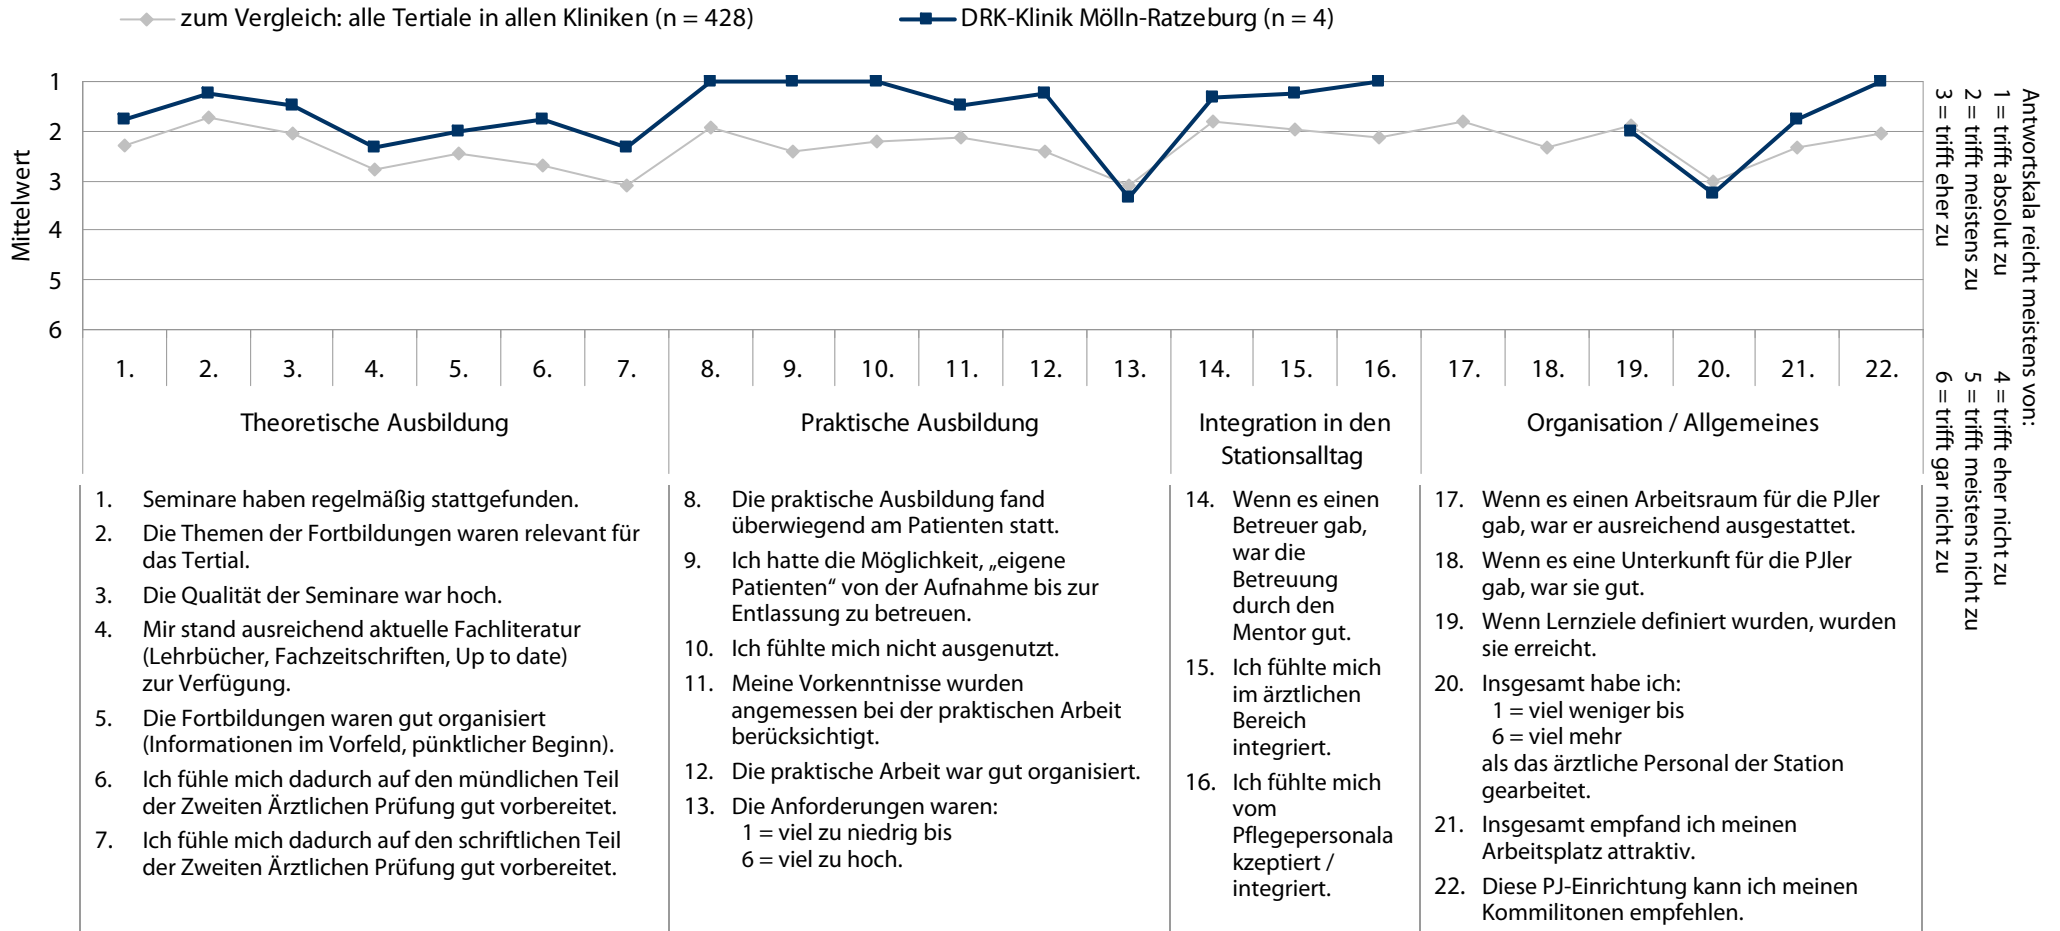 zum Vergleich: alle Tertiale in allen Kliniken (n = 428)
DRK-Klinik Mölln-Ratzeburg (n = 4)
Mittelwert
1
2
3
4
5
6
1. 2. 3. 4. 5. 6. 7. 8. 9. 10. 11. 12. 13. 14. 15. 16. 17. 18. 19. 20. 21. 22.
Theoretische Ausbildung
Praktische Ausbildung
Integration in den
Stationsalltag
Organisation / Allgemeines
Antwortskala reicht meistens von:
1 = trifft absolut zu
2 = trifft meistens zu
3 = trifft eher zu
4 = trifft eher nicht zu
5 = trifft meistens nicht zu
6 = trifft gar nicht zu
1. Seminare haben regelmäßig stattgefunden.
2. Die Themen der Fortbildungen waren relevant für
das Tertial.
3. Die Qualität der Seminare war hoch.
4. Mir stand ausreichend aktuelle Fachliteratur
(Lehrbücher, Fachzeitschriften, Up to date)
zur Verfügung.
5. Die Fortbildungen waren gut organisiert
(Informationen im Vorfeld, pünktlicher Beginn).
6. Ich fühle mich dadurch auf den mündlichen Teil
der Zweiten Ärztlichen Prüfung gut vorbereitet.
7. Ich fühle mich dadurch auf den schriftlichen Teil
der Zweiten Ärztlichen Prüfung gut vorbereitet.
8. Die praktische Ausbildung fand
überwiegend am Patienten statt.
9. Ich hatte die Möglichkeit, „eigene
Patienten“ von der Aufnahme bis zur
Entlassung zu betreuen.
10. Ich fühlte mich nicht ausgenutzt.
11. Meine Vorkenntnisse wurden
angemessen bei der praktischen Arbeit
berücksichtigt.
12. Die praktische Arbeit war gut organisiert.
13. Die Anforderungen waren:
1 = viel zu niedrig bis
6 = viel zu hoch.
14. Wenn es einen
Betreuer gab,
war die
Betreuung
durch den
Mentor gut.
15. Ich fühlte mich
im ärztlichen
Bereich
integriert.
16. Ich fühlte mich
vom
Pflegepersonala
kzeptiert /
integriert.
17. Wenn es einen Arbeitsraum für die PJler
gab, war er ausreichend ausgestattet.
18. Wenn es eine Unterkunft für die PJler
gab, war sie gut.
19. Wenn Lernziele definiert wurden, wurden
sie erreicht.
20. Insgesamt habe ich:
1 = viel weniger bis
6 = viel mehr
als das ärztliche Personal der Station
gearbeitet.
21. Insgesamt empfand ich meinen
Arbeitsplatz attraktiv.
22. Diese PJ-Einrichtung kann ich meinen
Kommilitonen empfehlen.